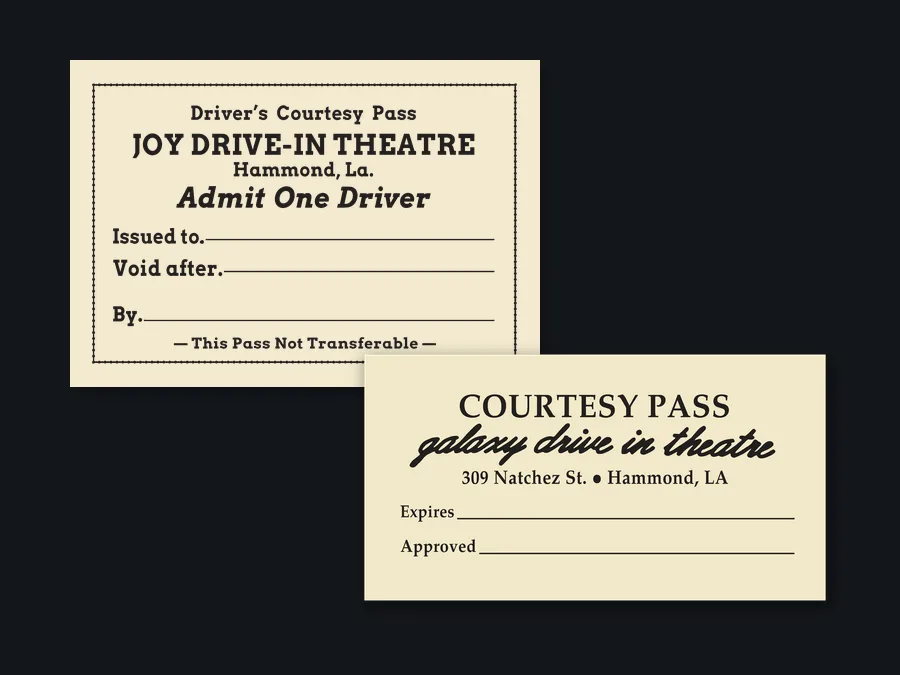 Driver’s Courtesy Pass
JOY DRIVE-IN THEATRE
Hammond, La.
Admit One Driver
Issued to.
Void after.
By.
— This Pass Not Transferable —
COURTESY PASS
galaxy drive in theatre
309 Natchez St. ● Hammond, LA
Expires
Approved